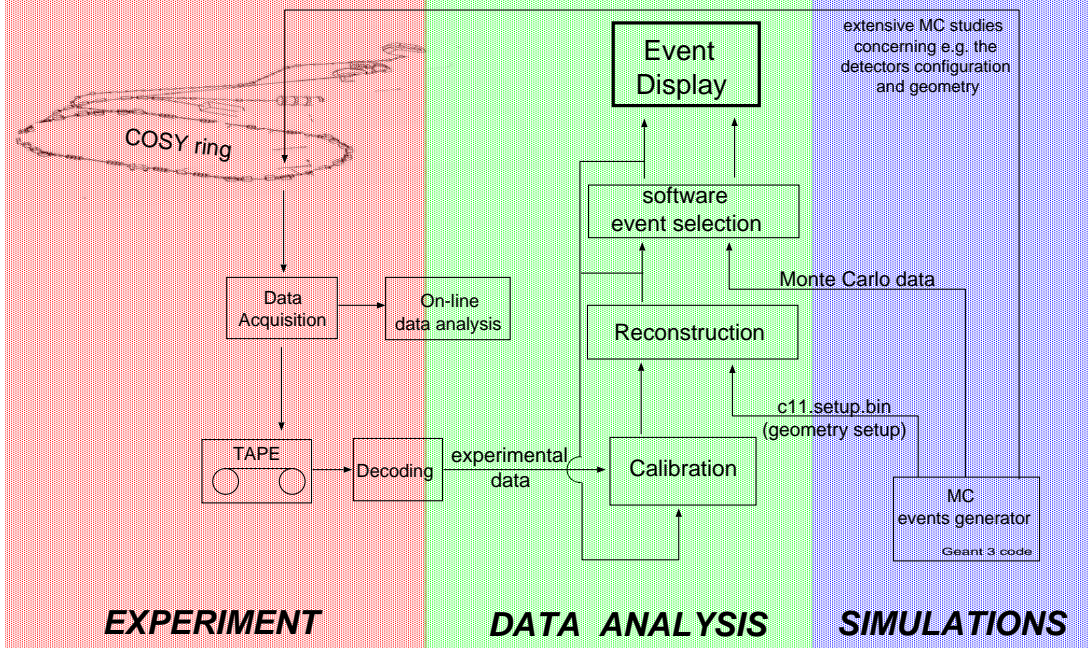 extensive MC studies
concerning e.g. the
detectors configuration
and geometry
Event
Display
COSY ring
software
event selection
Monte Carlo data
Data
Acquisition
On-line
data analysis
Reconstruction
c11.setup.bin
(geometry setup)
TAPE
Decoding
experimental
data
Calibration
MC
events generator
Geant 3 code
EXPERIMENT
DATA ANALYSIS
SIMULATIONS